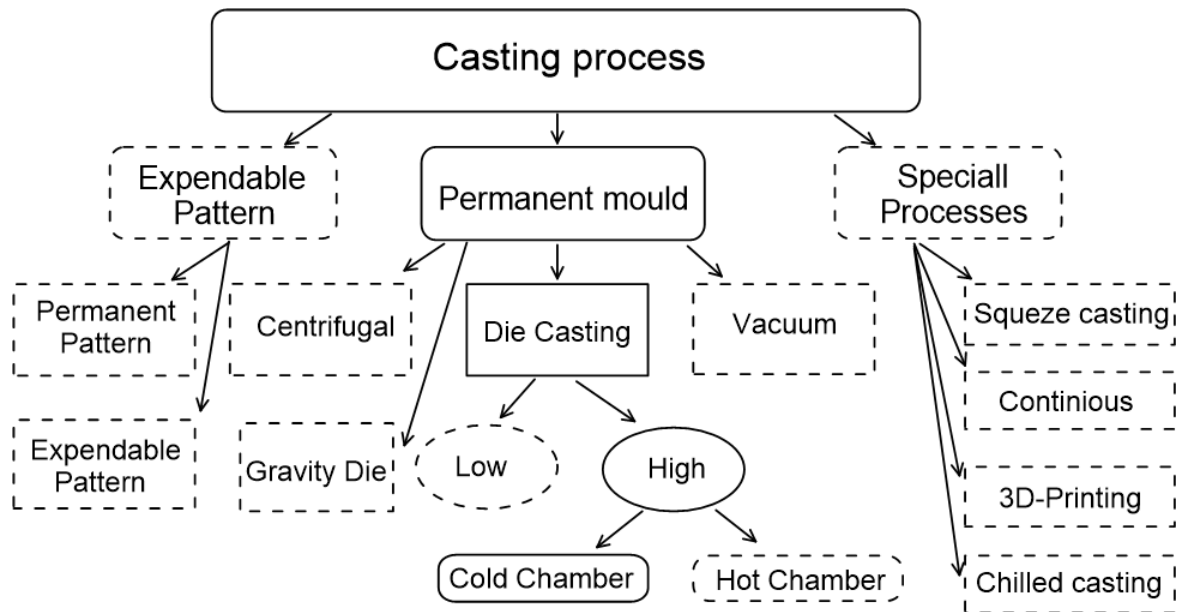 Casting process
Expendable
Pattern
Permanent mould
Speciall
Processes
Permanent
Pattern
Centrifugal
Die Casting
Vacuum
Squeze casting
Continious
Expendable
Pattern
Gravity Die
Low
High
3D-Printing
Cold Chamber
Hot Chamber
Chilled casting